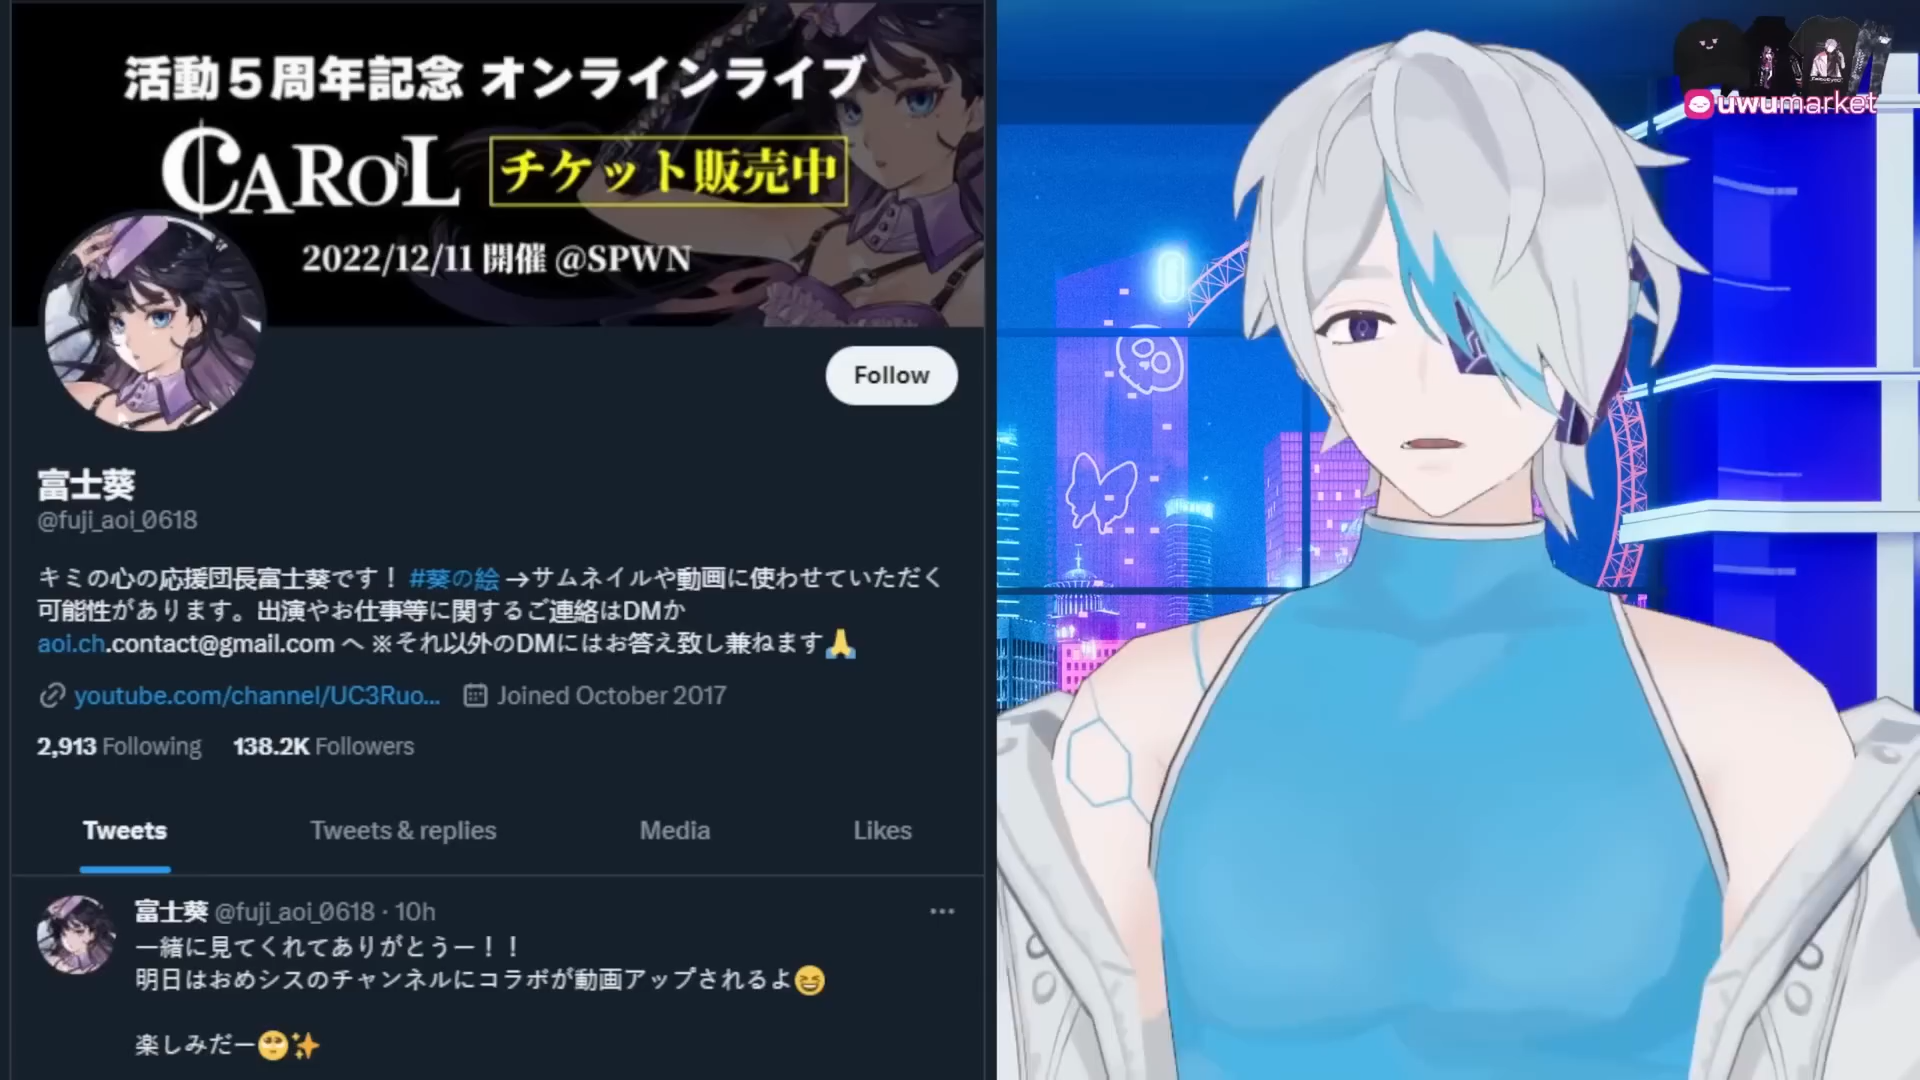 活動5周年記念 オンラインライブ
CAROL チケット販売中
2022/12/11 開催 @SPWN
Follow
富士葵
@fuji_aoi_0618
キミの心の応援団長富士葵です！ #葵の絵 →サムネイルや動画に使わせていただく
可能性があります。出演やお仕事等に関するご連絡はDMか
aoi.ch.contact@gmail.com へ ※それ以外のDMにはお答え致し兼ねます🙏
youtube.com/channel/UC3Ruo... Joined October 2017
2,913 Following 138.2K Followers
Tweets Tweets & replies Media Likes
富士葵 @fuji_aoi_0618 · 10h
一緒に見てくれてありがとうー！！
明日はおめシスのチャンネルにコラボが動画アップされるよ😆
楽しみだー🥺✨
uwumarket